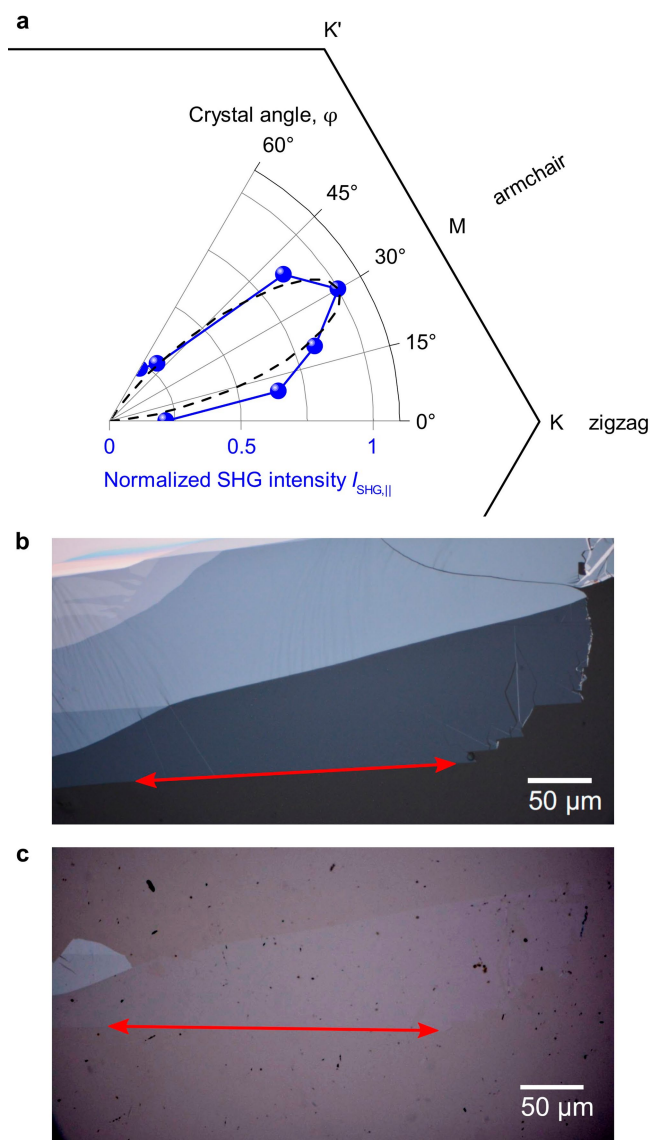 a
K'
Crystal angle, φ
60°
45°
armchair
M
30°
15°
0°
K zigzag
0 0.5 1
Normalized SHG intensity I SHG,||
b
50 µm
c
50 µm